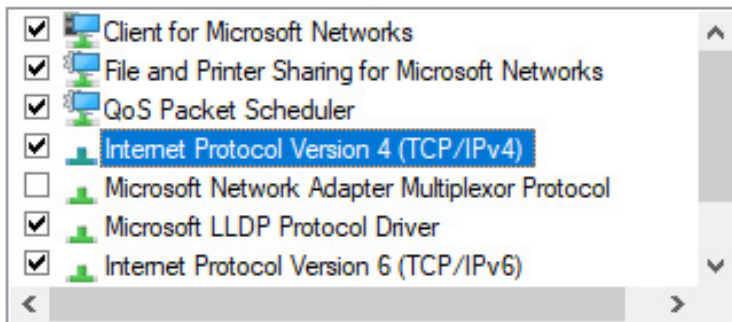 Client for Microsoft Networks
File and Printer Sharing for Microsoft Networks
QoS Packet Scheduler
Internet Protocol Version 4 (TCP/IPv4)
Microsoft Network Adapter Multiplexor Protocol
Microsoft LLDP Protocol Driver
Internet Protocol Version 6 (TCP/IPv6)